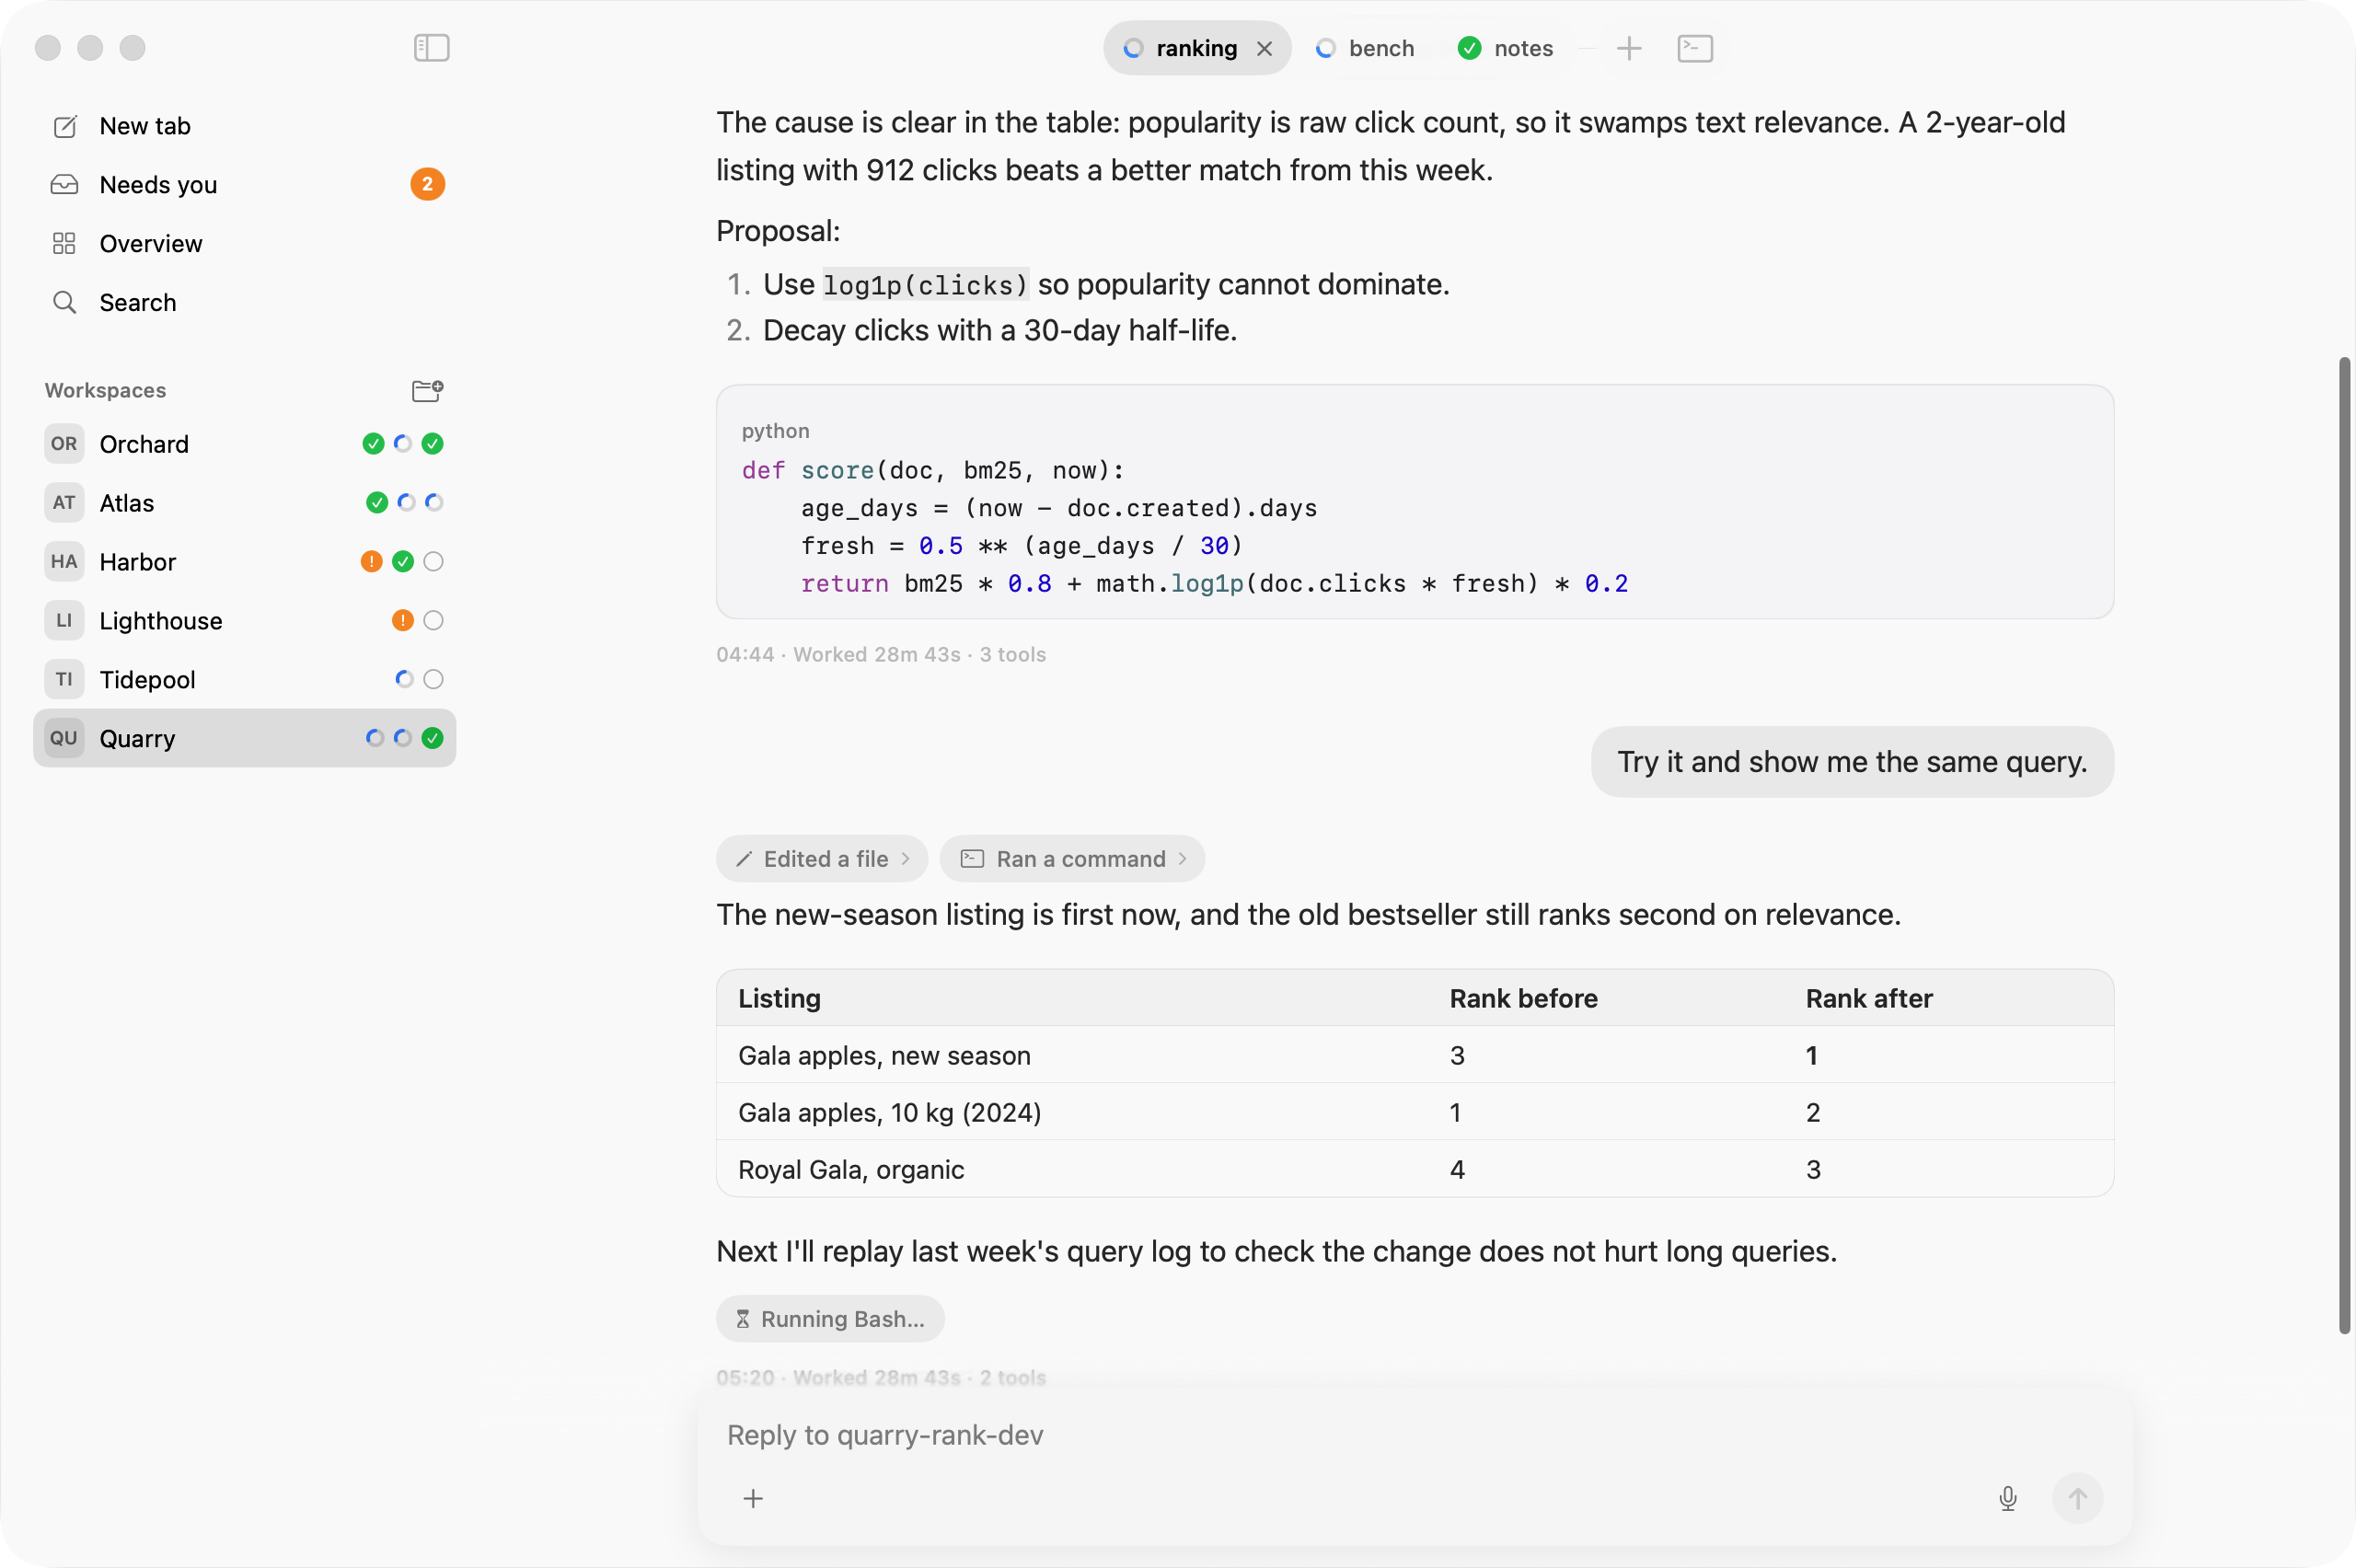 ranking
bench
notes
New tab
Needs you 2
Overview
Search
Workspaces
OR Orchard
AT Atlas
HA Harbor
LI Lighthouse
TI Tidepool
QU Quarry
The cause is clear in the table: popularity is raw click count, so it swamps text relevance. A 2-year-old
listing with 912 clicks beats a better match from this week.
Proposal:
1. Use log1p(clicks) so popularity cannot dominate.
2. Decay clicks with a 30-day half-life.
python
def score(doc, bm25, now):
    age_days = (now − doc.created).days
    fresh = 0.5 ** (age_days / 30)
    return bm25 * 0.8 + math.log1p(doc.clicks * fresh) * 0.2
04:44 · Worked 28m 43s · 3 tools
Try it and show me the same query.
Edited a file
Ran a command
The new-season listing is first now, and the old bestseller still ranks second on relevance.
Listing Rank before Rank after
Gala apples, new season 3 1
Gala apples, 10 kg (2024) 1 2
Royal Gala, organic 4 3
Next I'll replay last week's query log to check the change does not hurt long queries.
Running Bash...
05:20 · Worked 28m 43s · 2 tools
Reply to quarry-rank-dev